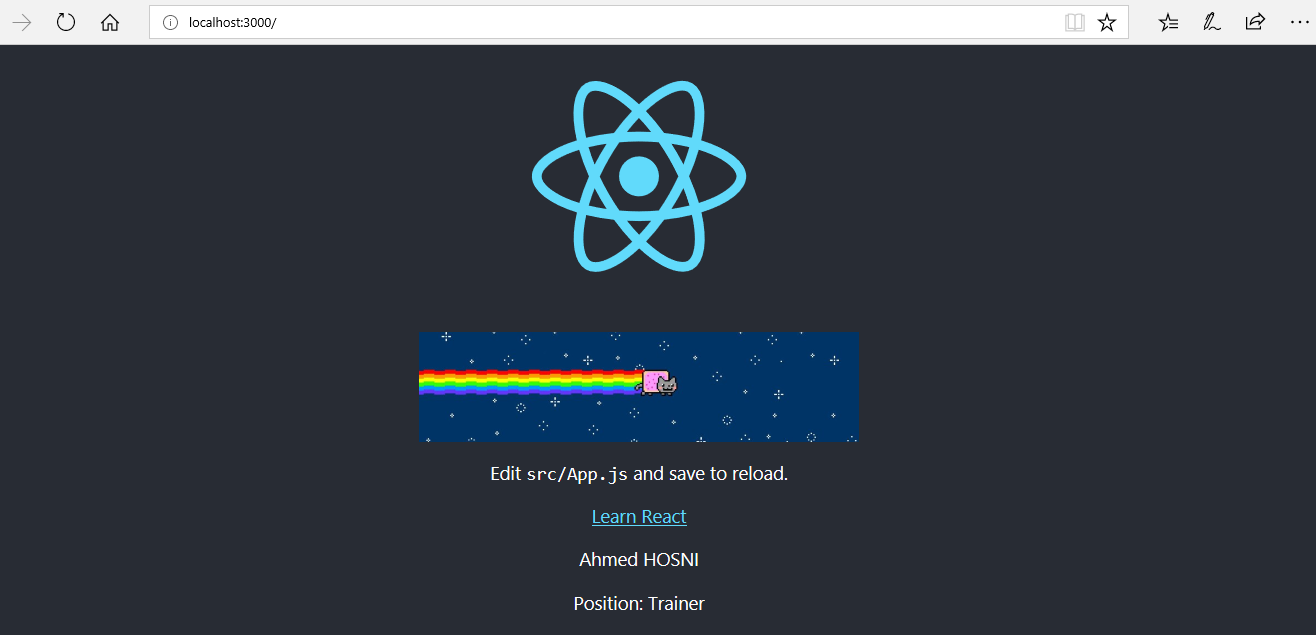 localhost:3000/
Edit src/App.js and save to reload.
Learn React
Ahmed HOSNI
Position: Trainer